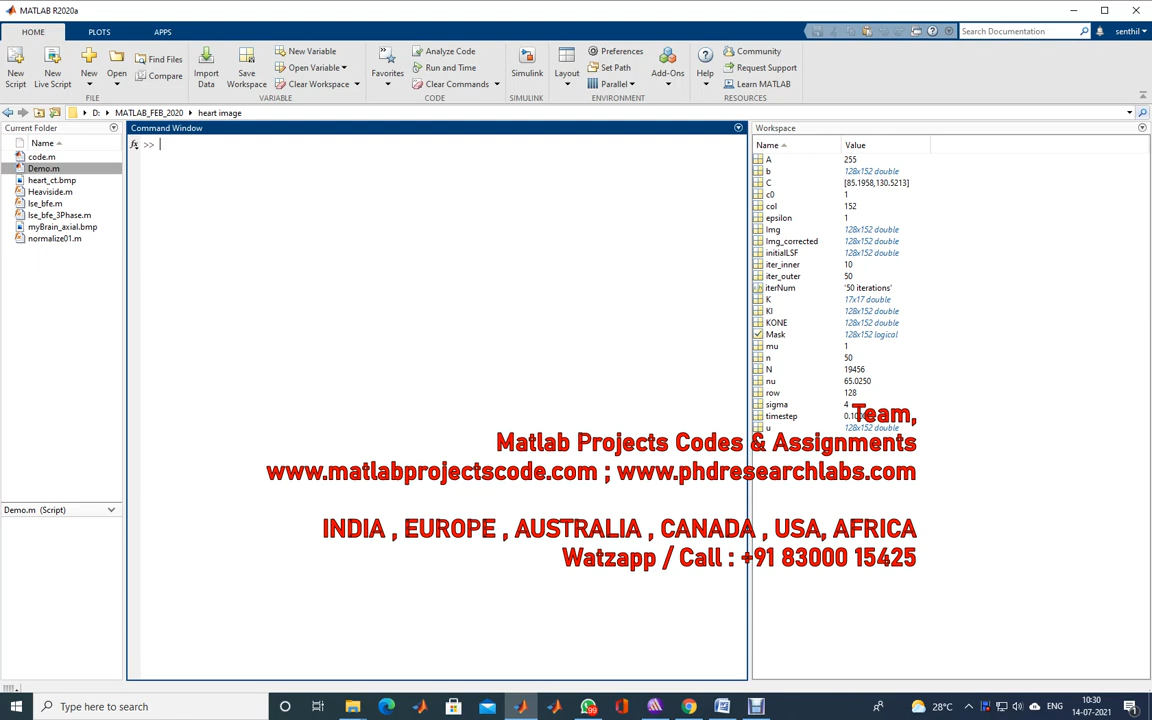 MATLAB R2020a
HOME PLOTS APPS
Search Documentation
senthil
New Script
New Live Script
New
Open
Find Files
Compare
FILE
Import Data
Save Workspace
New Variable
Open Variable
Clear Workspace
VARIABLE
Favorites
Analyze Code
Run and Time
Clear Commands
CODE
Simulink
SIMULINK
Layout
Preferences
Set Path
Parallel
Add-Ons
ENVIRONMENT
Help
Community
Request Support
Learn MATLAB
RESOURCES
D: MATLAB_FEB_2020 heart image
Current Folder
Name
code.m
Demo.m
heart_ct.bmp
Heaviside.m
lse_bfe.m
lse_bfe_3Phase.m
myBrain_axial.bmp
normalize01.m
Demo.m (Script)
Command Window
fx >>
Workspace
Name Value
A 255
b 128x152 double
C [85.1958,130.5213]
c0 1
col 152
epsilon 1
Img 128x152 double
Img_corrected 128x152 double
initialLSF 128x152 double
iter_inner 10
iter_outer 50
iterNum '50 iterations'
K 17x17 double
KI 128x152 double
KONE 128x152 double
Mask 128x152 logical
mu 1
n 50
N 19456
nu 65.0250
row 128
sigma 4
timestep
u 128x152 double
Team,
Matlab Projects Codes & Assignments
www.matlabprojectscode.com ; www.phdresearchlabs.com
INDIA , EUROPE , AUSTRALIA , CANADA , USA, AFRICA
Watzapp / Call : +91 83000 15425
Type here to search
99
28°C
ENG
10:30
14-07-2021
1